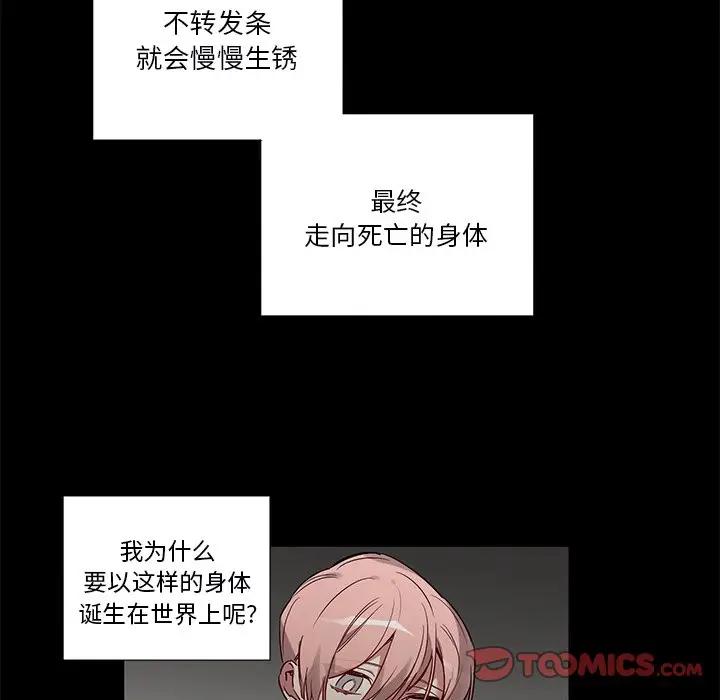 不转发条
就会慢慢生锈
最终
走向死亡的身体
我为什么
要以这样的身体
诞生在世界上呢?
TOOMICS.COM